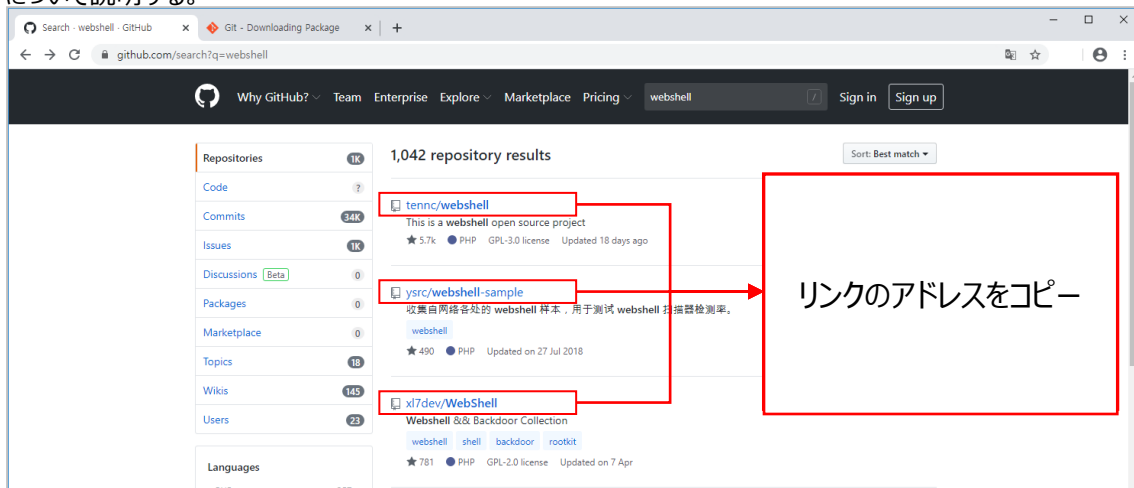 について説明する。
Search · webshell · GitHub
Git - Downloading Package
github.com/search?q=webshell
Why GitHub? Team Enterprise Explore Marketplace Pricing webshell / Sign in Sign up
Repositories 1K
Code ?
Commits 34K
Issues 1K
Discussions Beta 0
Packages 0
Marketplace 0
Topics 18
Wikis 145
Users 23
Languages
1,042 repository results
Sort: Best match
tennc/webshell
This is a webshell open source project
5.7k PHP GPL-3.0 license Updated 18 days ago
ysrc/webshell-sample
收集自网络各处的 webshell 样本，用于测试 webshell 扫描器检测率。
webshell
490 PHP Updated on 27 Jul 2018
xl7dev/WebShell
Webshell && Backdoor Collection
webshell shell backdoor rootkit
781 PHP GPL-2.0 license Updated on 7 Apr
リンクのアドレスをコピー